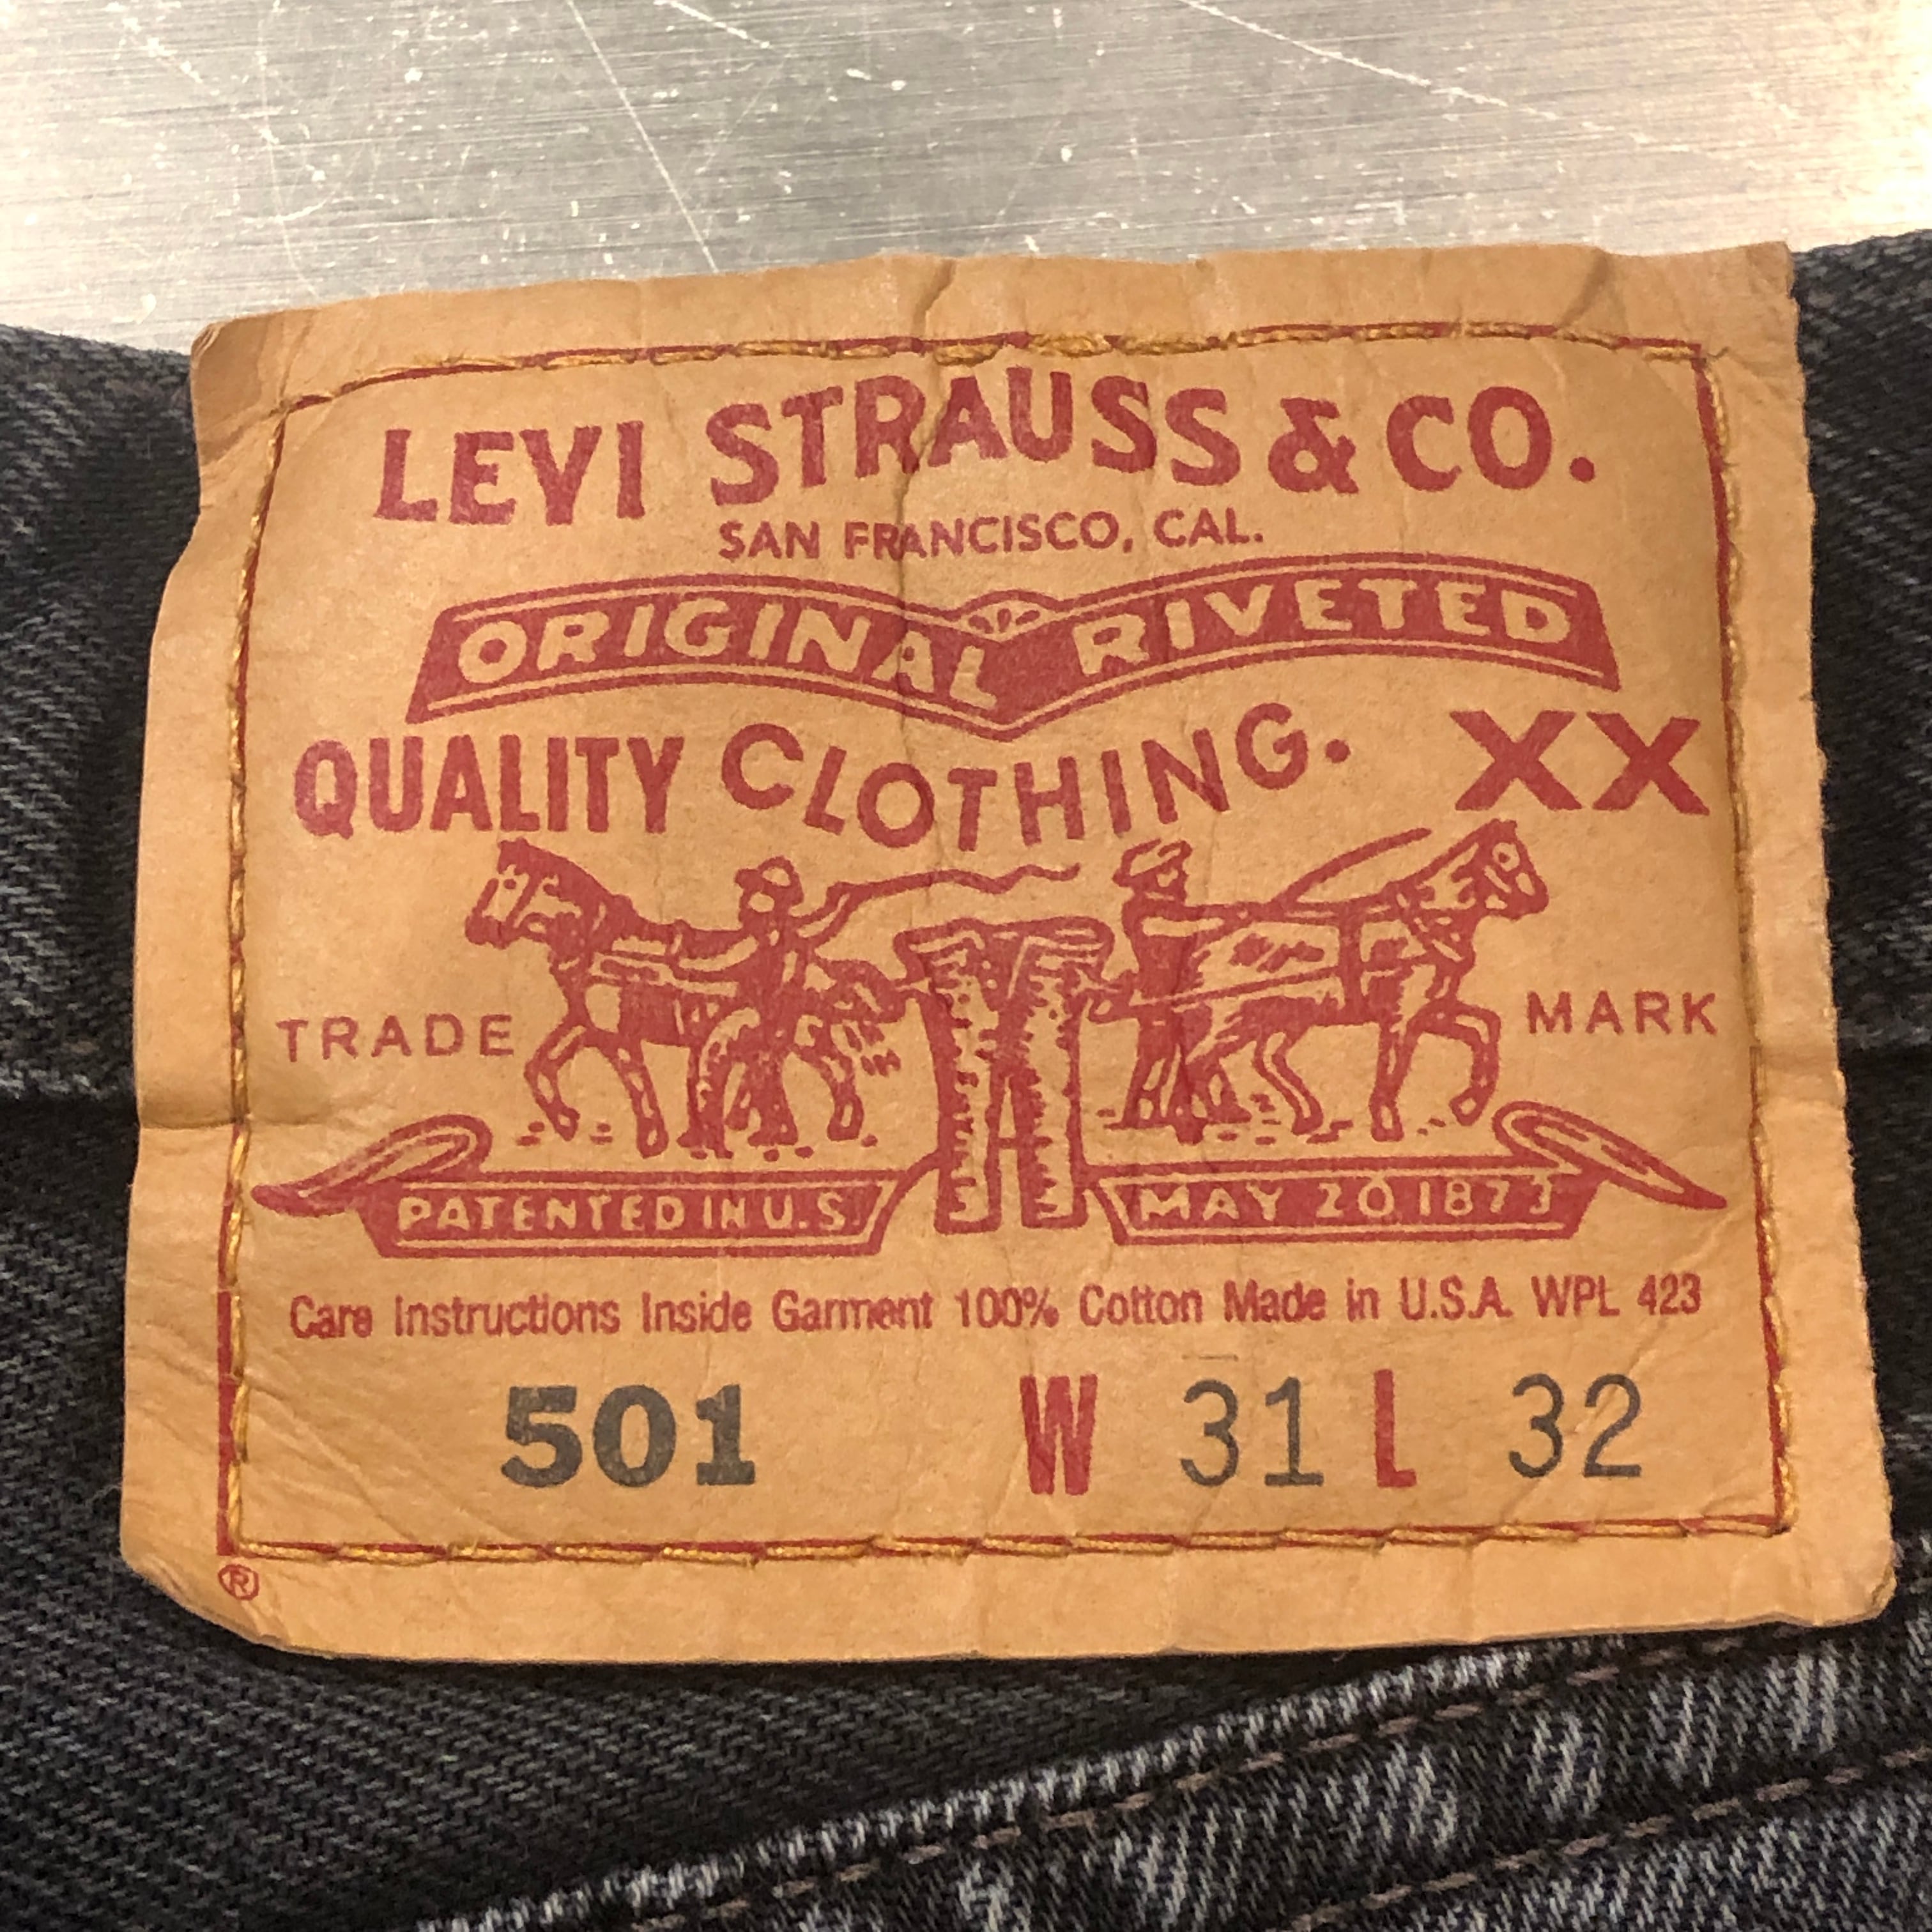 LEVI STRAUSS & CO.
SAN FRANCISCO, CAL.
ORIGINAL RIVETED
QUALITY CLOTHING. XX
TRADE MARK
PATENTED IN U.S. MAY 20 1873
Care Instructions Inside Garment 100% Cotton Made in U.S.A. WPL 423
501 W 31 L 32
®